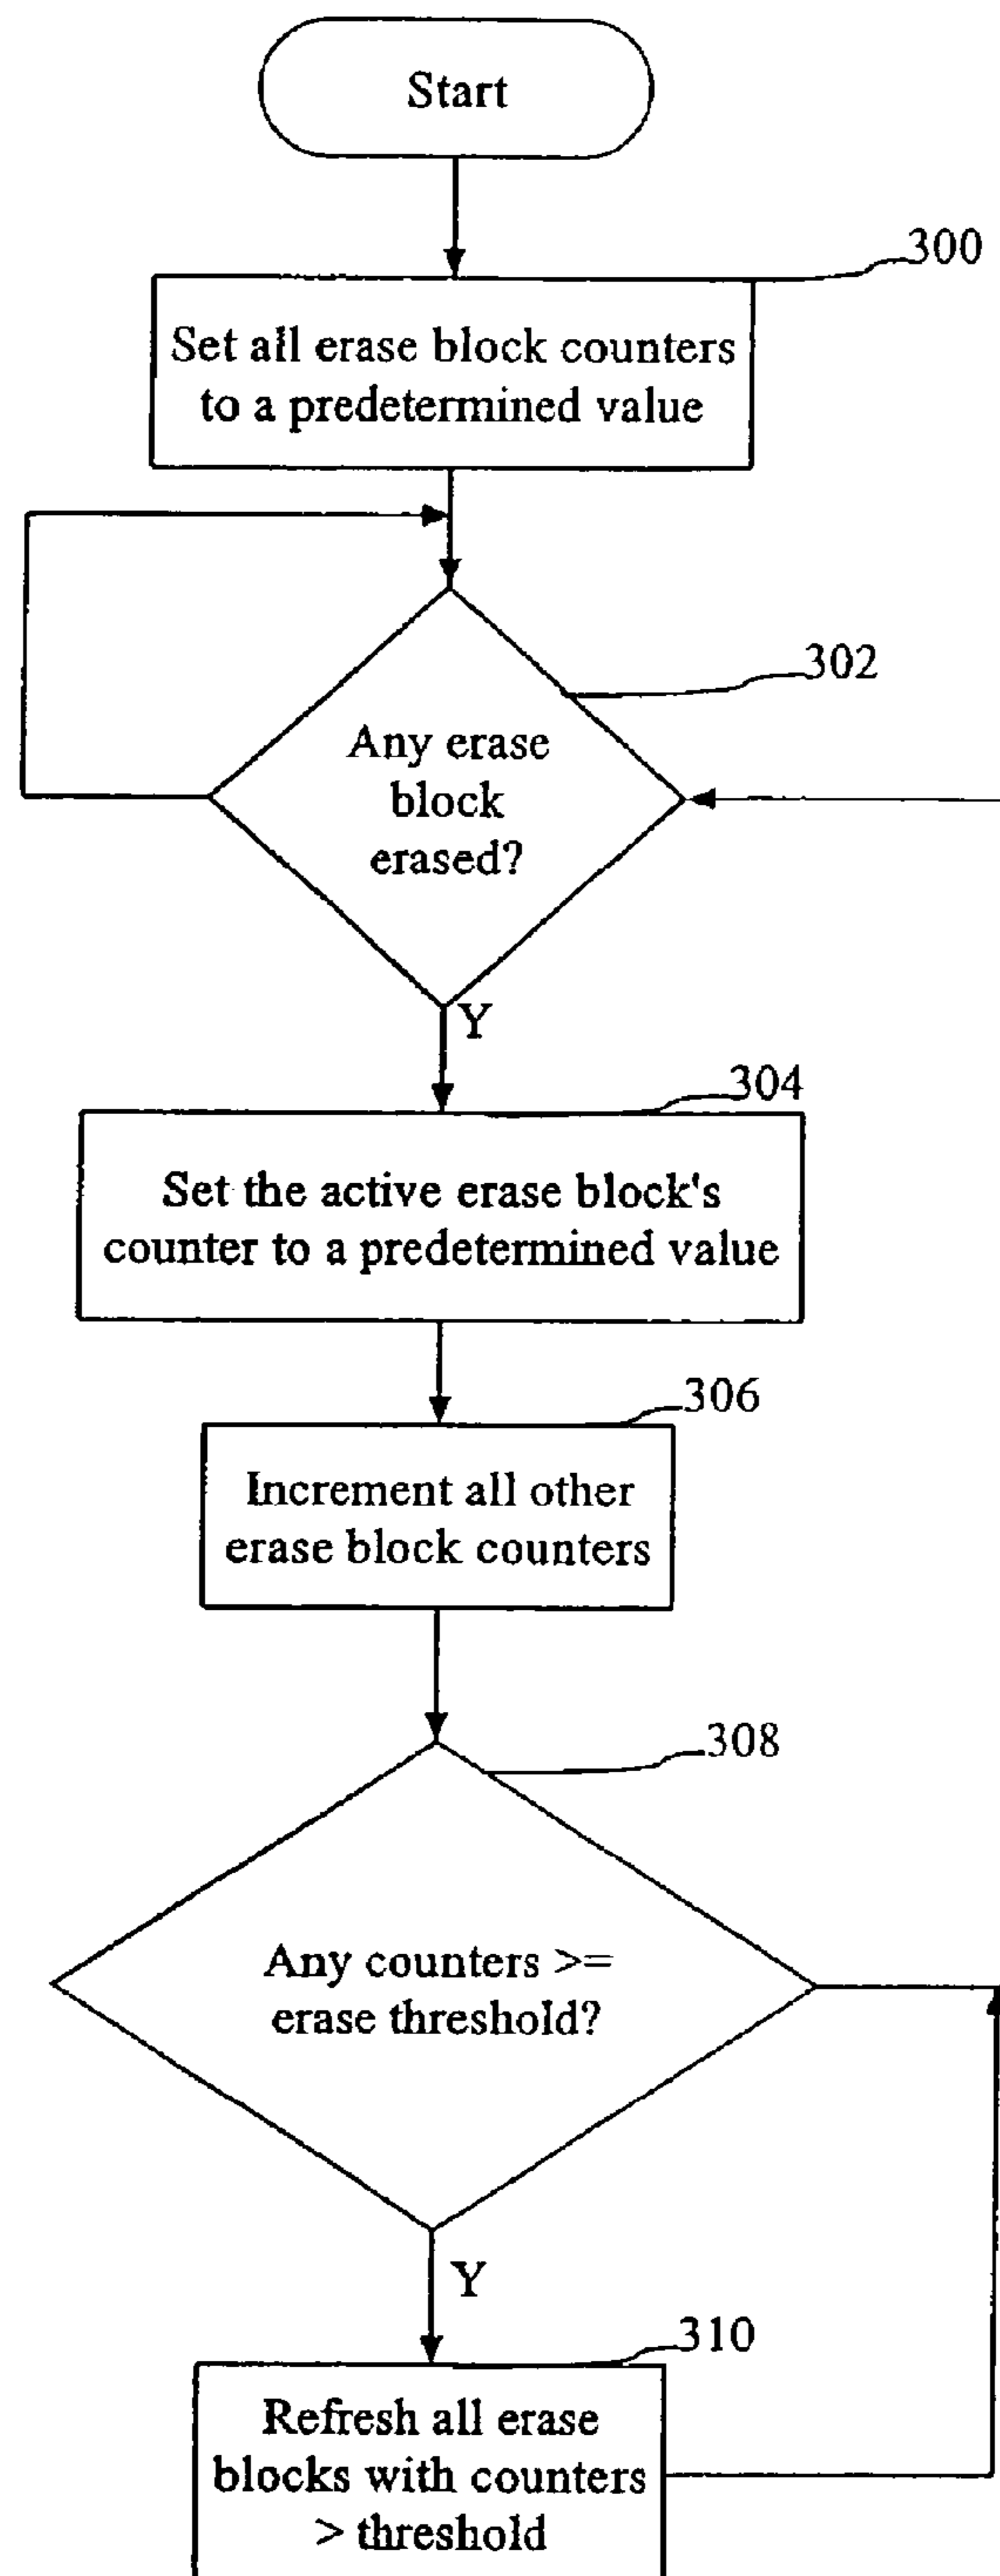 Start
300
Set all erase block counters
to a predetermined value
302
Any erase
block
erased?
Y
304
Set the active erase block's
counter to a predetermined value
306
Increment all other
erase block counters
308
Any counters >=
erase threshold?
Y
310
Refresh all erase
blocks with counters
> threshold